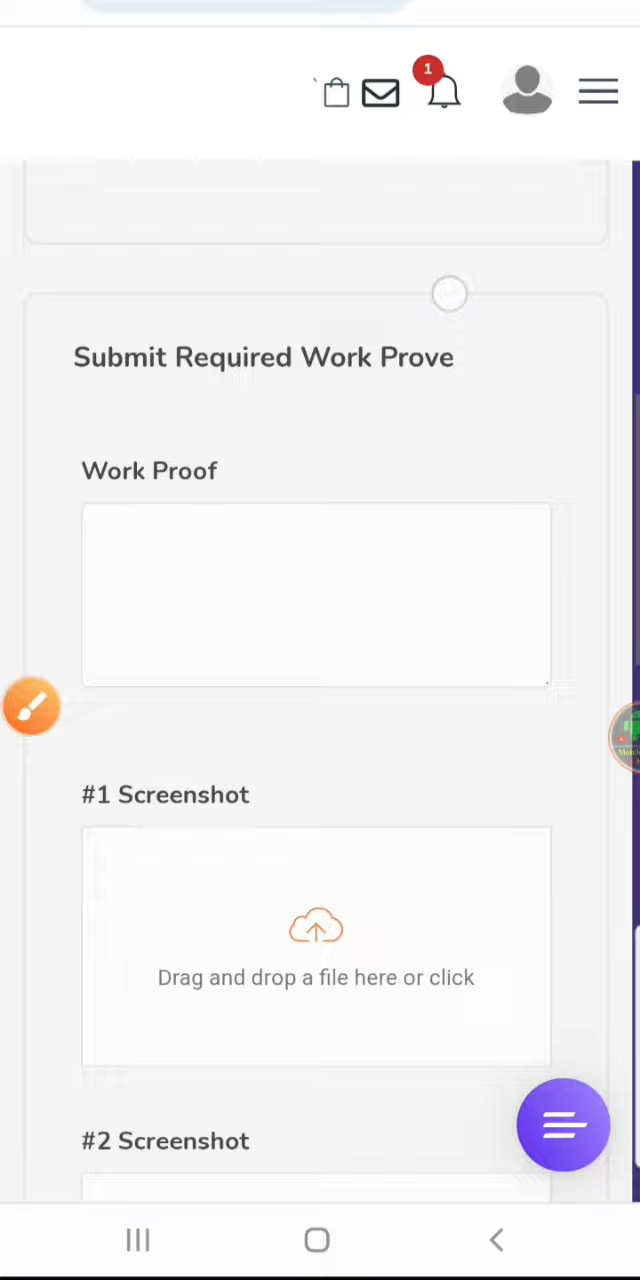 1
Submit Required Work Prove
Work Proof
#1 Screenshot
Drag and drop a file here or click
#2 Screenshot